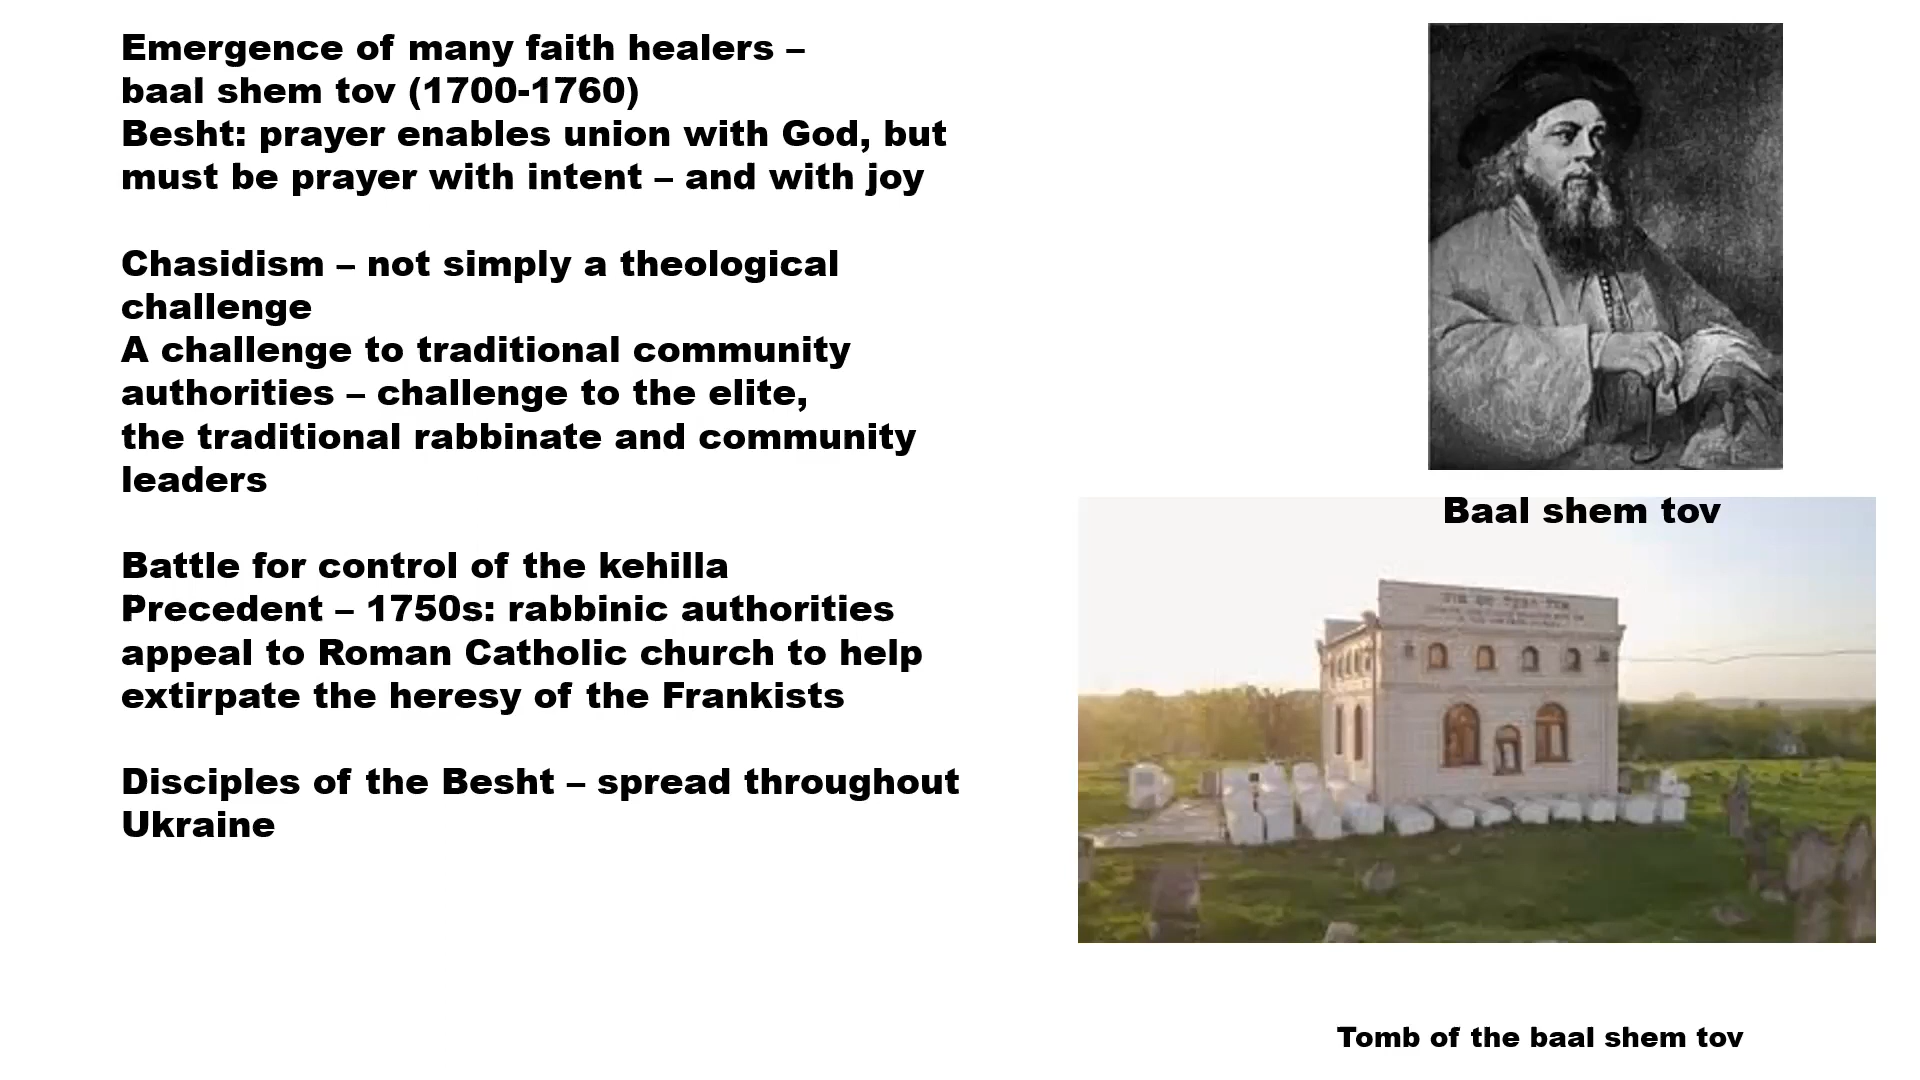 Emergence of many faith healers –
baal shem tov (1700-1760)
Besht: prayer enables union with God, but
must be prayer with intent – and with joy
Chasidism – not simply a theological
challenge
A challenge to traditional community
authorities – challenge to the elite,
the traditional rabbinate and community
leaders
Battle for control of the kehilla
Precedent – 1750s: rabbinic authorities
appeal to Roman Catholic church to help
extirpate the heresy of the Frankists
Disciples of the Besht – spread throughout
Ukraine
Baal shem tov
Tomb of the baal shem tov